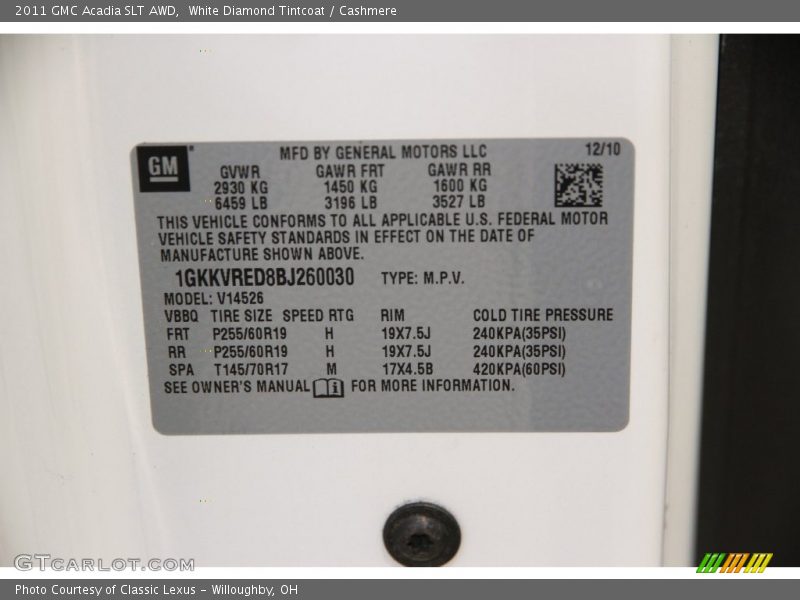 2011 GMC Acadia SLT AWD, White Diamond Tintcoat / Cashmere
GM
MFD BY GENERAL MOTORS LLC 12/10
GVWR GAWR FRT GAWR RR
2930 KG 1450 KG 1600 KG
6459 LB 3196 LB 3527 LB
THIS VEHICLE CONFORMS TO ALL APPLICABLE U.S. FEDERAL MOTOR
VEHICLE SAFETY STANDARDS IN EFFECT ON THE DATE OF
MANUFACTURE SHOWN ABOVE.
1GKKVRED8BJ260030 TYPE: M.P.V.
MODEL: V14526
VBBQ TIRE SIZE SPEED RTG RIM COLD TIRE PRESSURE
FRT P255/60R19 H 19X7.5J 240KPA(35PSI)
RR P255/60R19 H 19X7.5J 240KPA(35PSI)
SPA T145/70R17 M 17X4.5B 420KPA(60PSI)
SEE OWNER'S MANUAL i FOR MORE INFORMATION.
GTCARLOT.COM
Photo Courtesy of Classic Lexus - Willoughby, OH